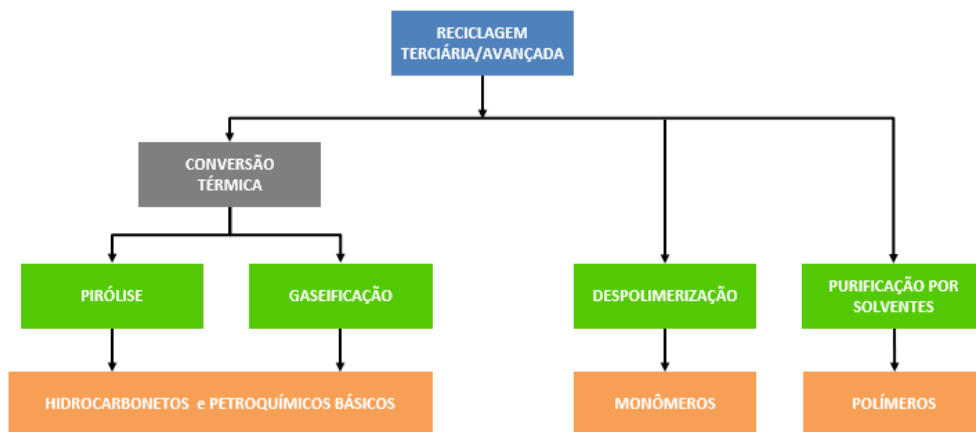 RECICLAGEM
TERCIÁRIA/AVANÇADA
CONVERSÃO
TÉRMICA
PIRÓLISE
GASEIFICAÇÃO
DESPOLIMERIZAÇÃO
PURIFICAÇÃO POR
SOLVENTES
HIDROCARBONETOS e PETROQUÍMICOS BÁSICOS
MONÔMEROS
POLÍMEROS